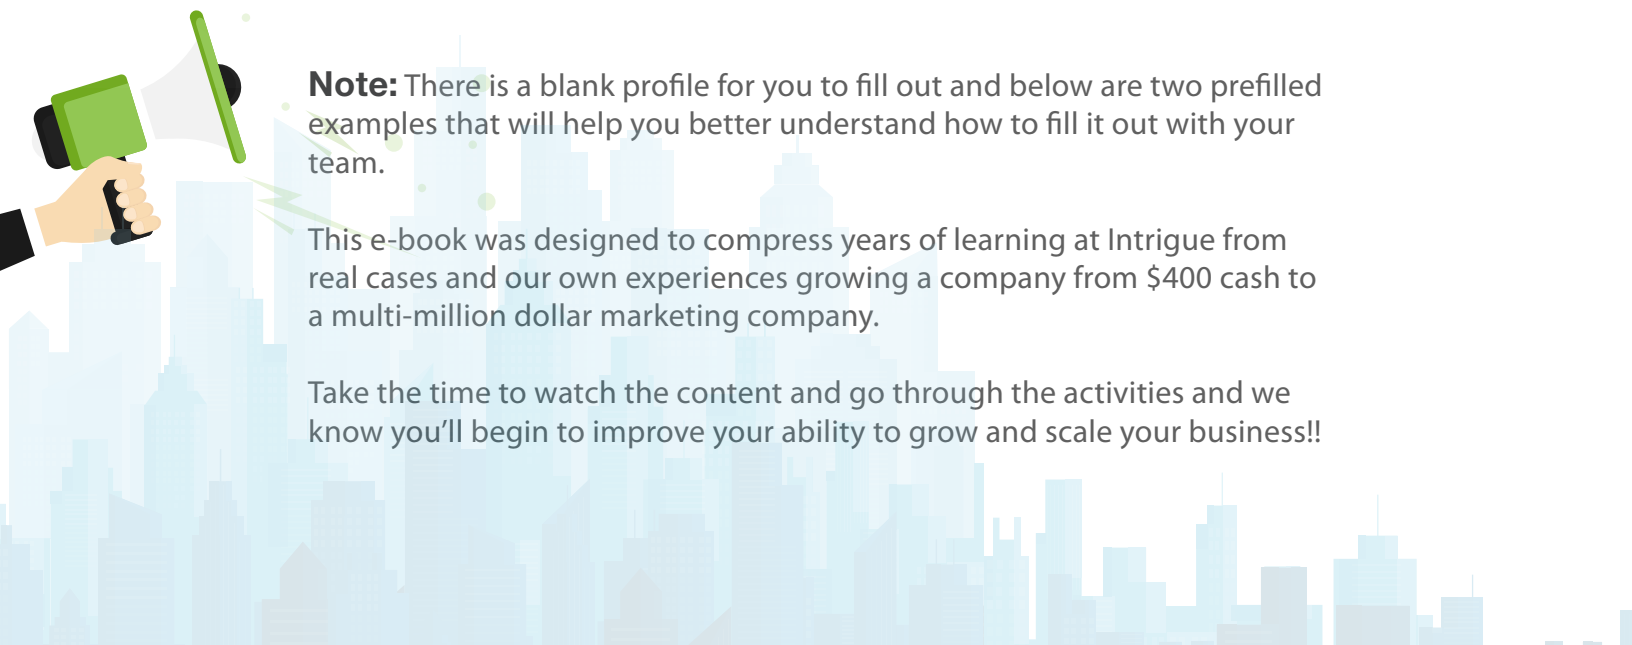 Note: There is a blank profile for you to fill out and below are two prefilled
examples that will help you better understand how to fill it out with your
team.
This e-book was designed to compress years of learning at Intrigue from
real cases and our own experiences growing a company from $400 cash to
a multi-million dollar marketing company.
Take the time to watch the content and go through the activities and we
know you’ll begin to improve your ability to grow and scale your business!!